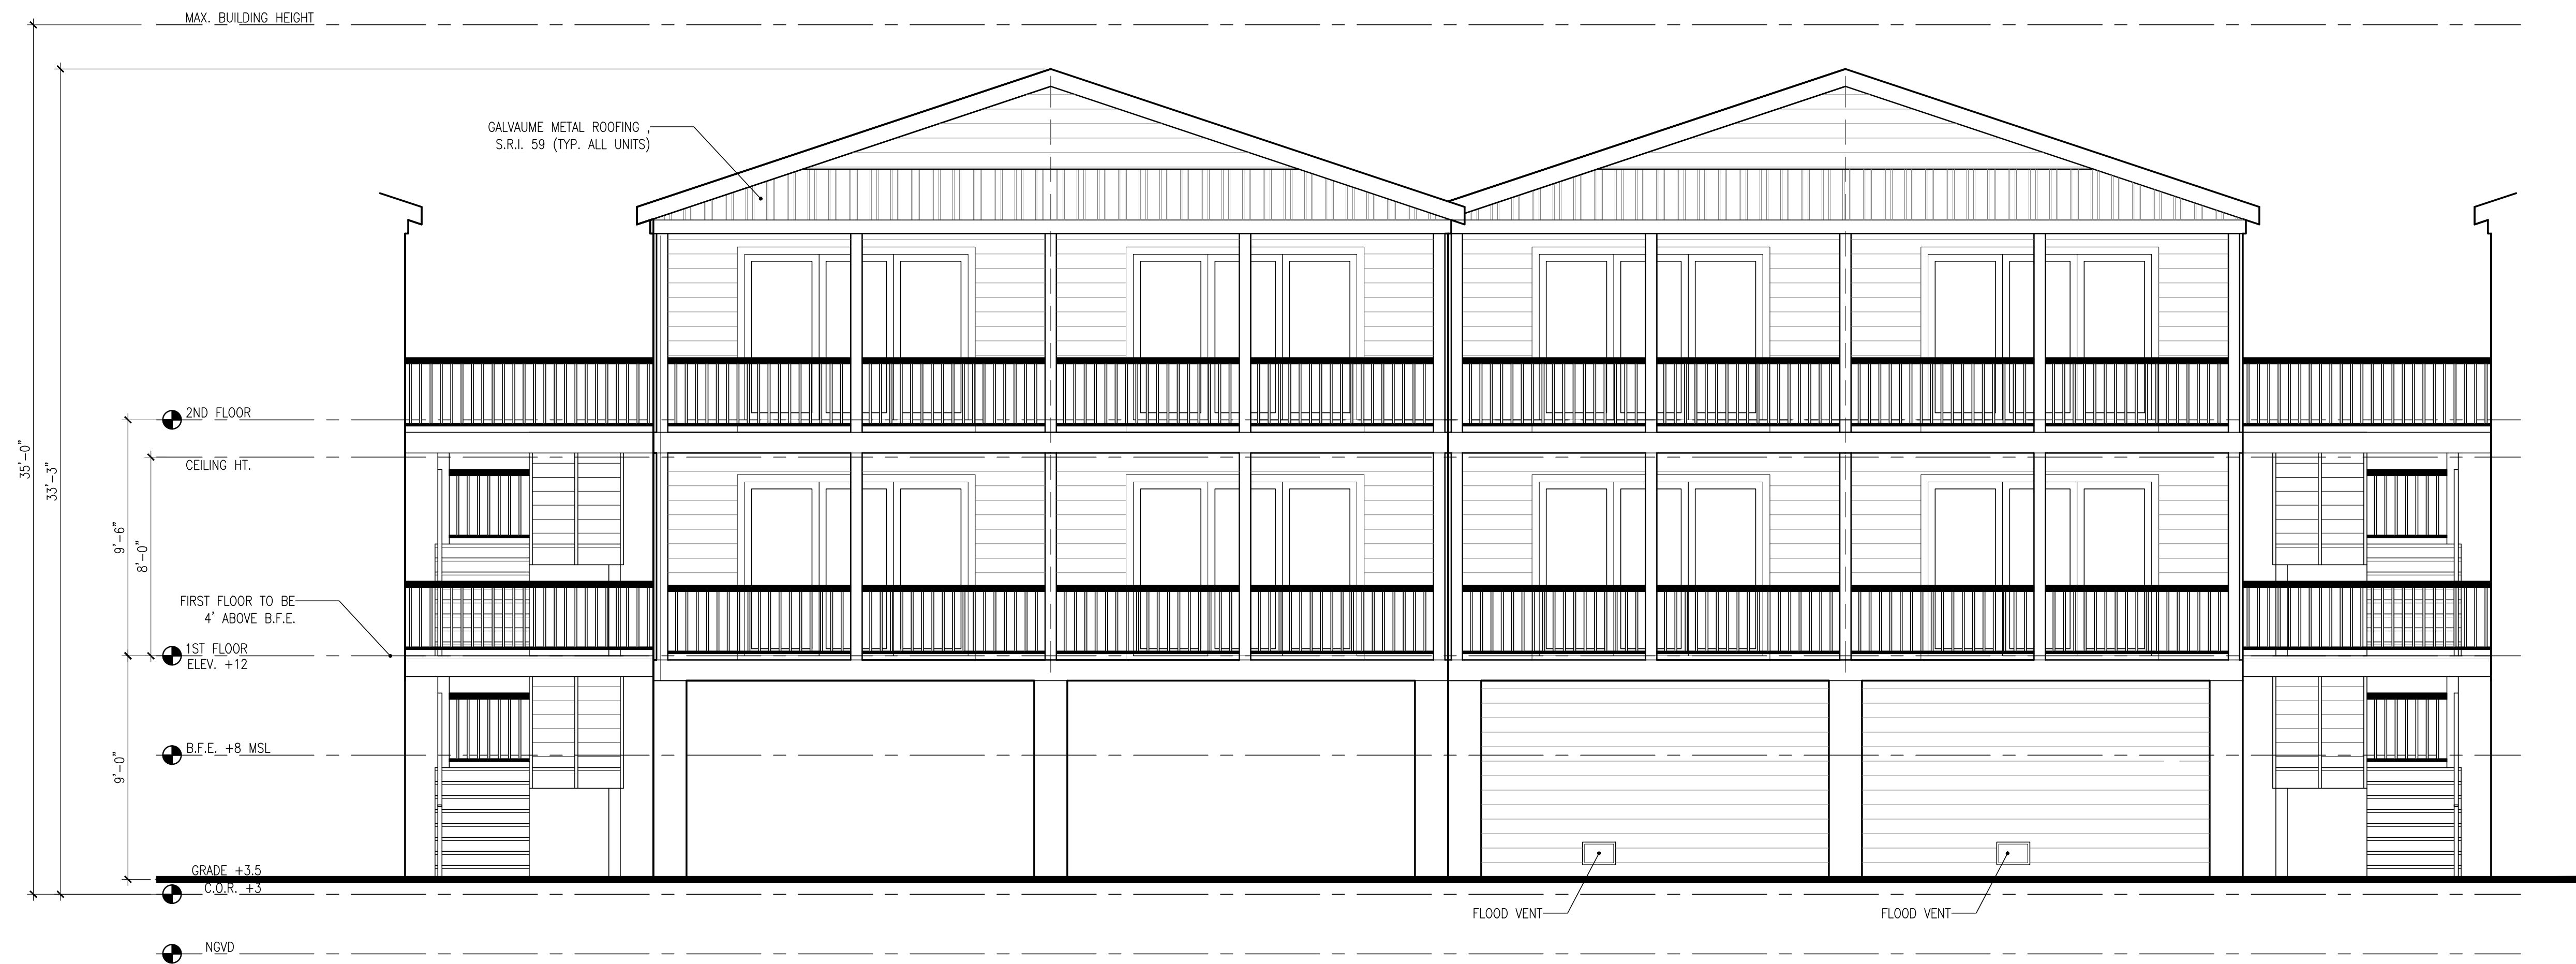 MAX. BUILDING HEIGHT
GALVAUME METAL ROOFING ,
S.R.I. 59 (TYP. ALL UNITS)
2ND FLOOR
35'-0"
33'-3"
CEILING HT.
9'-6"
8'-0"
FIRST FLOOR TO BE
4' ABOVE B.F.E.
1ST FLOOR
ELEV. +12
B.F.E. +8 MSL
9'-0"
GRADE +3.5
C.O.R. +3
FLOOD VENT
FLOOD VENT
NGVD